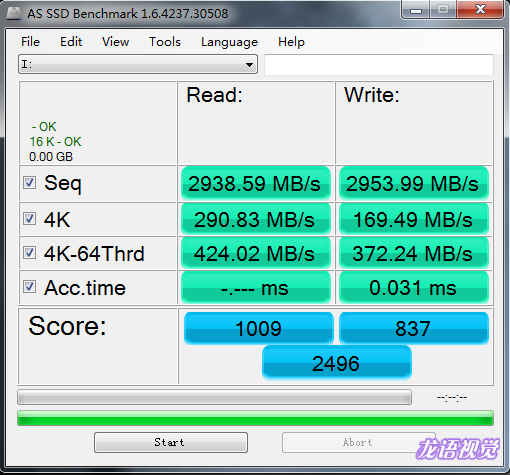 AS SSD Benchmark 1.6.4237.30508
File Edit View Tools Language Help
I:
Read: Write:
- OK
16 K - OK
0.00 GB
Seq 2938.59 MB/s 2953.99 MB/s
4K 290.83 MB/s 169.49 MB/s
4K-64Thrd 424.02 MB/s 372.24 MB/s
Acc.time -.--- ms 0.031 ms
Score: 1009 837
2496
--:--:--
Start Abort
龙语视觉